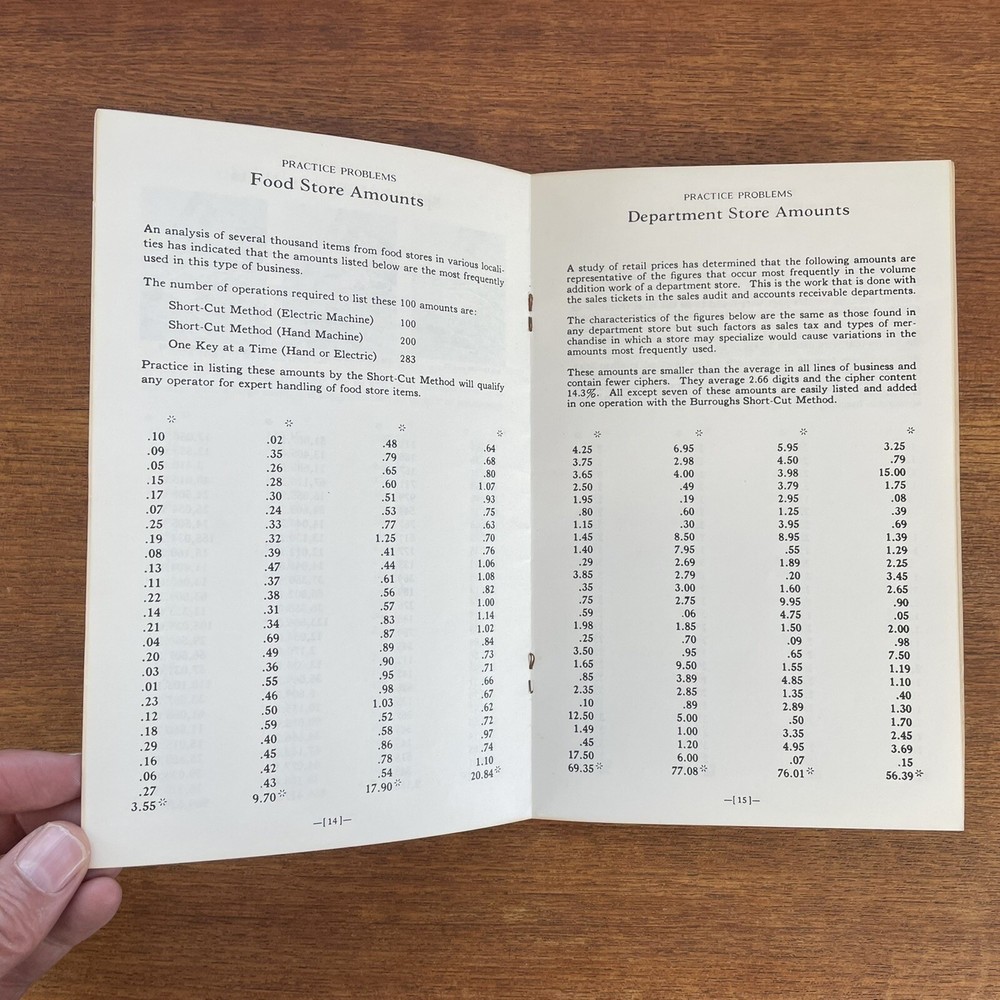 PRACTICE PROBLEMS
Food Store Amounts
An analysis of several thousand items from food stores in various locali-
ties has indicated that the amounts listed below are the most frequently
used in this type of business.
The number of operations required to list these 100 amounts are:
Short-Cut Method (Electric Machine) 100
Short-Cut Method (Hand Machine) 200
One Key at a Time (Hand or Electric) 283
Practice in listing these amounts by the Short-Cut Method will qualify
any operator for expert handling of food store items.
* * * *
.10 .02 .48 .64
.09 .35 .79 .68
.05 .26 .65 .80
.15 .28 .60 1.07
.17 .30 .51 .93
.07 .24 .53 .75
.25 .33 .77 .63
.19 .32 1.25 .70
.08 .39 .41 .76
.13 .47 .44 1.06
.11 .37 .61 1.08
.22 .38 .56 .82
.14 .31 .57 1.00
.21 .34 .83 1.14
.04 .69 .87 1.02
.20 .49 .89 .84
.03 .36 .90 .73
.01 .55 .95 .71
.23 .46 .98 .66
.12 .50 1.03 .67
.18 .59 .52 .62
.29 .40 .58 .72
.16 .45 .86 .97
.06 .42 .78 .74
.27 .43 .54 1.10
3.55* 9.70* 17.90* 20.84*
—[14]—
PRACTICE PROBLEMS
Department Store Amounts
A study of retail prices has determined that the following amounts are
representative of the figures that occur most frequently in the volume
addition work of a department store. This is the work that is done with
the sales tickets in the sales audit and accounts receivable departments.
The characteristics of the figures below are the same as those found in
any department store but such factors as sales tax and types of mer-
chandise in which a store may specialize would cause variations in the
amounts most frequently used.
These amounts are smaller than the average in all lines of business and
contain fewer ciphers. They average 2.66 digits and the cipher content
14.3%. All except seven of these amounts are easily listed and added
in one operation with the Burroughs Short-Cut Method.
* * * *
4.25 6.95 5.95 3.25
3.75 2.98 4.50 .79
3.65 4.00 3.98 15.00
2.50 .49 3.79 1.75
1.95 .19 2.95 .08
.80 .60 1.25 .39
1.15 .30 3.95 .69
1.45 8.50 8.95 1.39
1.40 7.95 .55 1.29
.29 2.69 1.89 2.25
3.85 2.79 .20 3.45
.35 3.00 1.60 2.65
.75 2.75 9.95 .90
.59 .06 4.75 .05
1.98 1.85 1.50 2.00
.25 .70 .09 .98
3.50 .95 .65 7.50
1.65 9.50 1.55 1.19
.85 3.89 4.85 1.10
2.35 2.85 1.35 .40
.10 .89 2.89 1.30
12.50 5.00 .50 1.70
1.49 1.00 3.35 2.45
.45 1.20 4.95 3.69
17.50 6.00 .07 .15
69.35* 77.08* 76.01* 56.39*
—[15]—